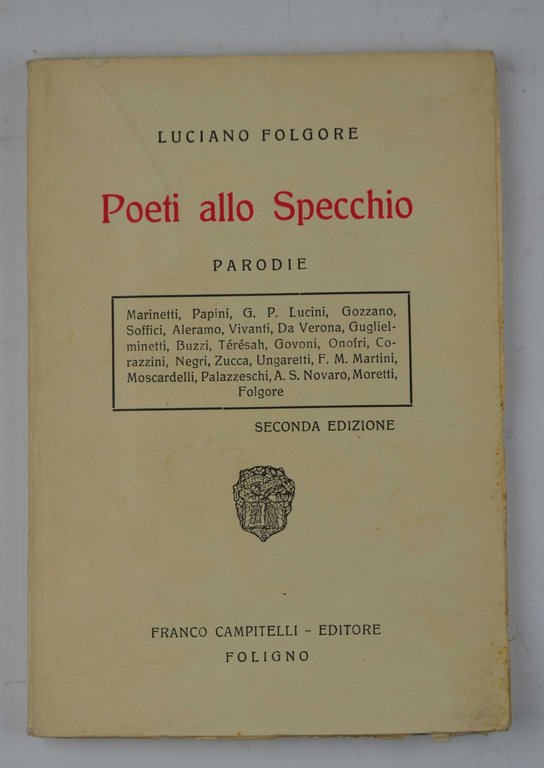 LUCIANO FOLGORE
Poeti allo Specchio
PARODIE
Marinetti, Papini, G. P. Lucini, Gozzano,
Soffici, Aleramo, Vivanti, Da Verona, Gugliel-
minetti, Buzzi, Térésah, Govoni, Onofri, Co-
razzini, Negri, Zucca, Ungaretti, F. M. Martini,
Moscardelli, Palazzeschi, A. S. Novaro, Moretti,
Folgore
SECONDA EDIZIONE
FRANCO CAMPITELLI – EDITORE
FOLIGNO